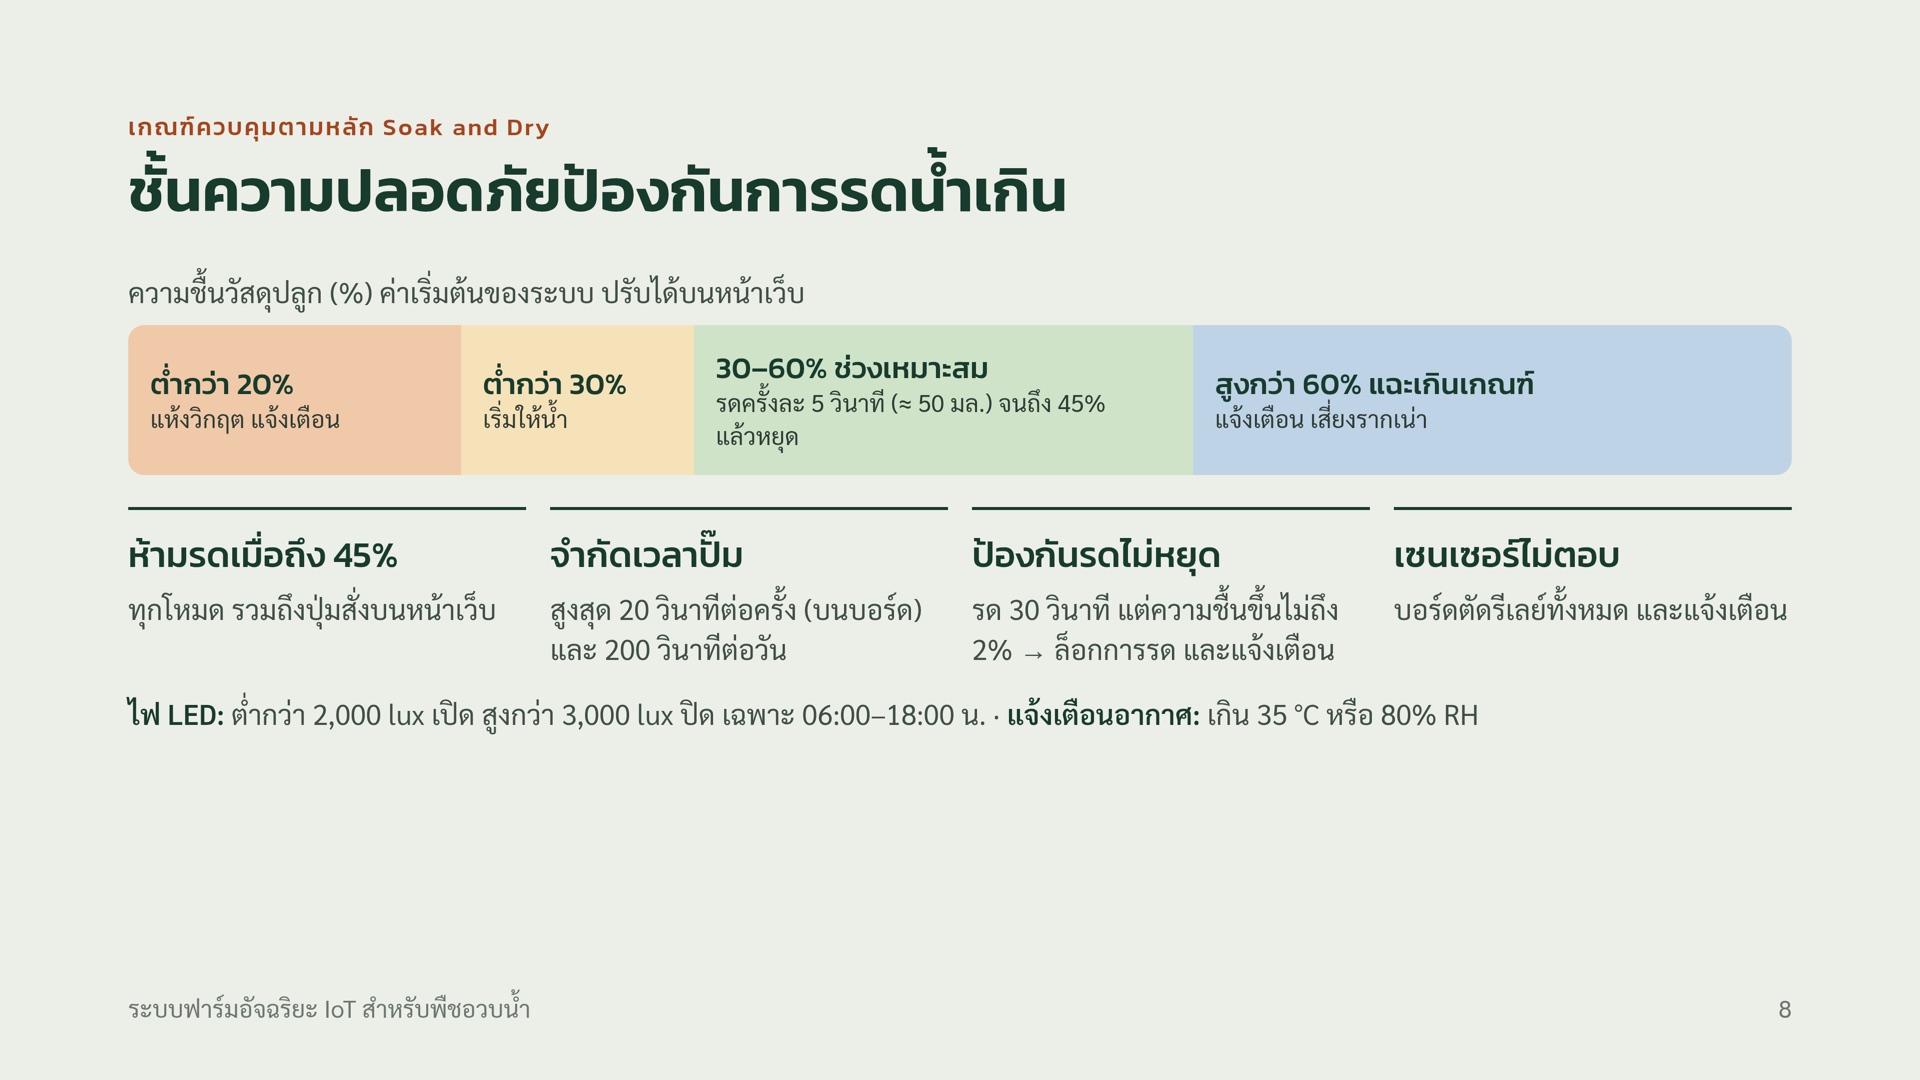 เกณฑ์ควบคุมตามหลัก Soak and Dry
ชั้นความปลอดภัยป้องกันการรดน้ำเกิน
ความชื้นวัสดุปลูก (%) ค่าเริ่มต้นของระบบ ปรับได้บนหน้าเว็บ
ต่ำกว่า 20%
แห้งวิกฤต แจ้งเตือน
ต่ำกว่า 30%
เริ่มให้น้ำ
30–60% ช่วงเหมาะสม
รดครั้งละ 5 วินาที (≈ 50 มล.) จนถึง 45%
แล้วหยุด
สูงกว่า 60% แฉะเกินเกณฑ์
แจ้งเตือน เสี่ยงรากเน่า
ห้ามรดเมื่อถึง 45%
ทุกโหมด รวมถึงปุ่มสั่งบนหน้าเว็บ
จำกัดเวลาปั๊ม
สูงสุด 20 วินาทีต่อครั้ง (บนบอร์ด)
และ 200 วินาทีต่อวัน
ป้องกันรดไม่หยุด
รด 30 วินาที แต่ความชื้นขึ้นไม่ถึง
2% → ล็อกการรด และแจ้งเตือน
เซนเซอร์ไม่ตอบ
บอร์ดตัดรีเลย์ทั้งหมด และแจ้งเตือน
ไฟ LED: ต่ำกว่า 2,000 lux เปิด สูงกว่า 3,000 lux ปิด เฉพาะ 06:00–18:00 น. · แจ้งเตือนอากาศ: เกิน 35 °C หรือ 80% RH
ระบบฟาร์มอัจฉริยะ IoT สำหรับพืชอวบน้ำ
8